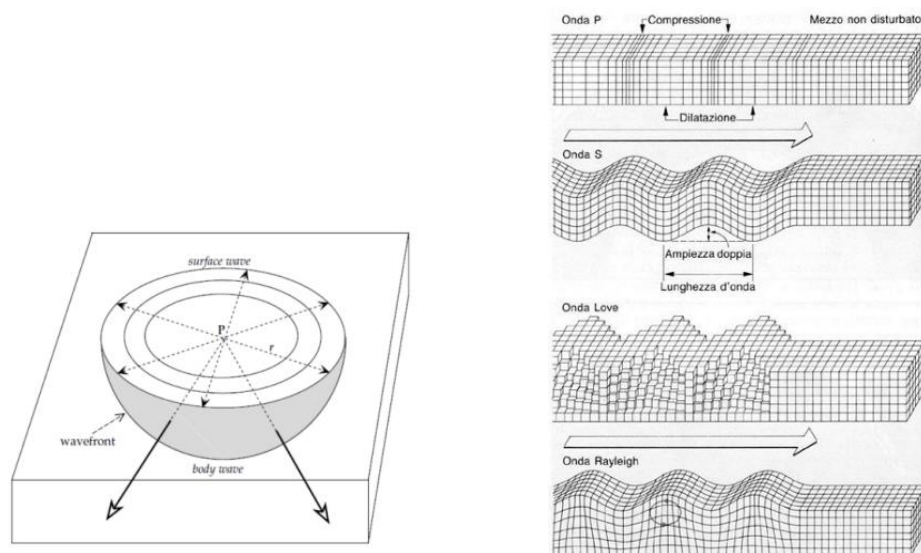 surface wave
P
r
wavefront
body wave
Onda P
Compressione
Mezzo non disturbato
Dilatazione
Onda S
Ampiezza doppia
Lunghezza d'onda
Onda Love
Onda Rayleigh